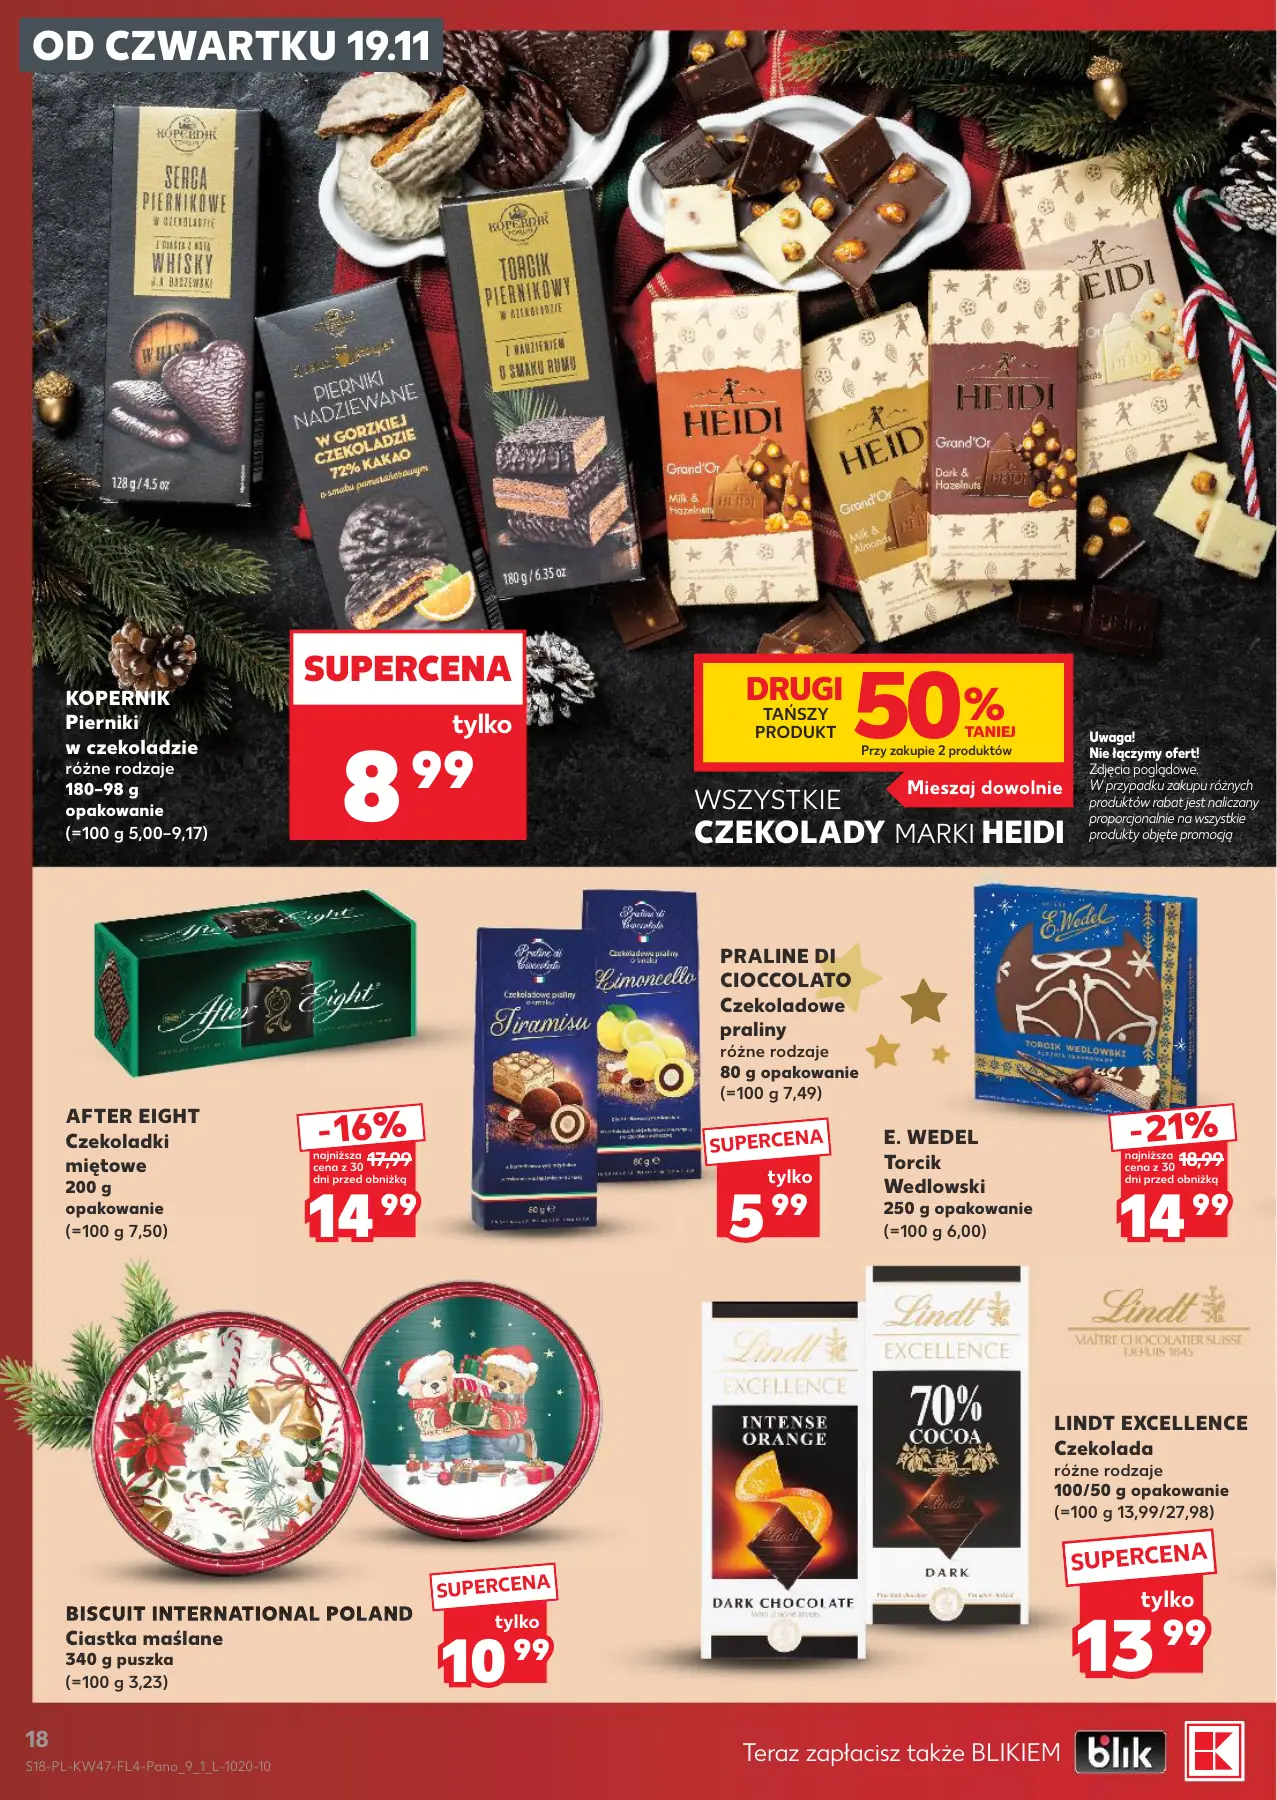 OD CZWARTKU 19.11
KOPERNIK
SERCA
PIERNIKOWE
W CZEKOLADZIE
Z CIASTA Z NUTĄ
WHISKY
J.A. BACZEWSKI
WHISKY
128 g / 4.5 oz
PIERNIKI
NADZIEWANE
W GORZKIEJ
CZEKOLADZIE
72% KAKAO
o smaku pomarańczowym
KOPERNIK
TORCIK
PIERNIKOWY
W CZEKOLADZIE
Z NADZIENIEM
O SMAKU RUMU
180 g / 6.35 oz
HEIDI
Grand'Or
Milk &
Hazelnuts
HEIDI
Grand'Or
Milk &
Almonds
HEIDI
Grand'Or
Dark &
Hazelnuts
HEIDI
KOPERNIK
Pierniki
w czekoladzie
różne rodzaje
180–98 g
opakowanie
(=100 g 5,00–9,17)
SUPERCENA
tylko
8 99
DRUGI
TAŃSZY
PRODUKT
50%
TANIEJ
Przy zakupie 2 produktów
Mieszaj dowolnie
WSZYSTKIE
CZEKOLADY MARKI HEIDI
Uwaga!
Nie łączymy ofert!
Zdjęcia poglądowe.
W przypadku zakupu różnych
produktów rabat jest naliczany
proporcjonalnie na wszystkie
produkty objęte promocją
After Eight
After Eight
AFTER EIGHT
Czekoladki
miętowe
200 g
opakowanie
(=100 g 7,50)
-16%
najniższa
cena z 30 17,99
dni przed obniżką
14 99
Praline di
Cioccolato
Czekoladowe praliny
o smaku
Tiramisu
80 g
Praline di
Cioccolato
Czekoladowe praliny
o smaku
Limoncello
80 g
PRALINE DI
CIOCCOLATO
Czekoladowe
praliny
różne rodzaje
80 g opakowanie
(=100 g 7,49)
SUPERCENA
tylko
5 99
E. Wedel
TORCIK WEDLOWSKI
E. WEDEL
Torcik
Wedlowski
250 g opakowanie
(=100 g 6,00)
-21%
najniższa
cena z 30 18,99
dni przed obniżką
14 99
BISCUIT INTERNATIONAL POLAND
Ciastka maślane
340 g puszka
(=100 g 3,23)
SUPERCENA
tylko
10 99
Lindt
EXCELLENCE
INTENSE
ORANGE
Lindt
DARK CHOCOLATE
Lindt
EXCELLENCE
70%
COCOA
Lindt
DARK
Lindt
MAÎTRE CHOCOLATIER SUISSE
DEPUIS 1845
LINDT EXCELLENCE
Czekolada
różne rodzaje
100/50 g opakowanie
(=100 g 13,99/27,98)
SUPERCENA
tylko
13 99
18
S18-PL-KW47-FL4-Pano_9_1_L-1020-10
Teraz zapłacisz także BLIKIEM
blik
K